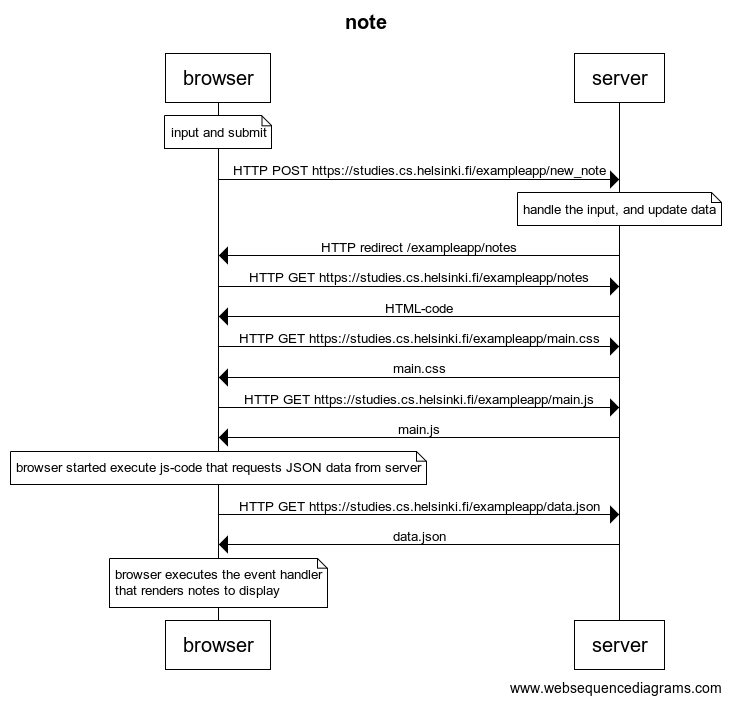 note
browser
server
input and submit
HTTP POST https://studies.cs.helsinki.fi/exampleapp/new_note
handle the input, and update data
HTTP redirect /exampleapp/notes
HTTP GET https://studies.cs.helsinki.fi/exampleapp/notes
HTML-code
HTTP GET https://studies.cs.helsinki.fi/exampleapp/main.css
main.css
HTTP GET https://studies.cs.helsinki.fi/exampleapp/main.js
main.js
browser started execute js-code that requests JSON data from server
HTTP GET https://studies.cs.helsinki.fi/exampleapp/data.json
data.json
browser executes the event handler
that renders notes to display
browser
server
www.websequencediagrams.com